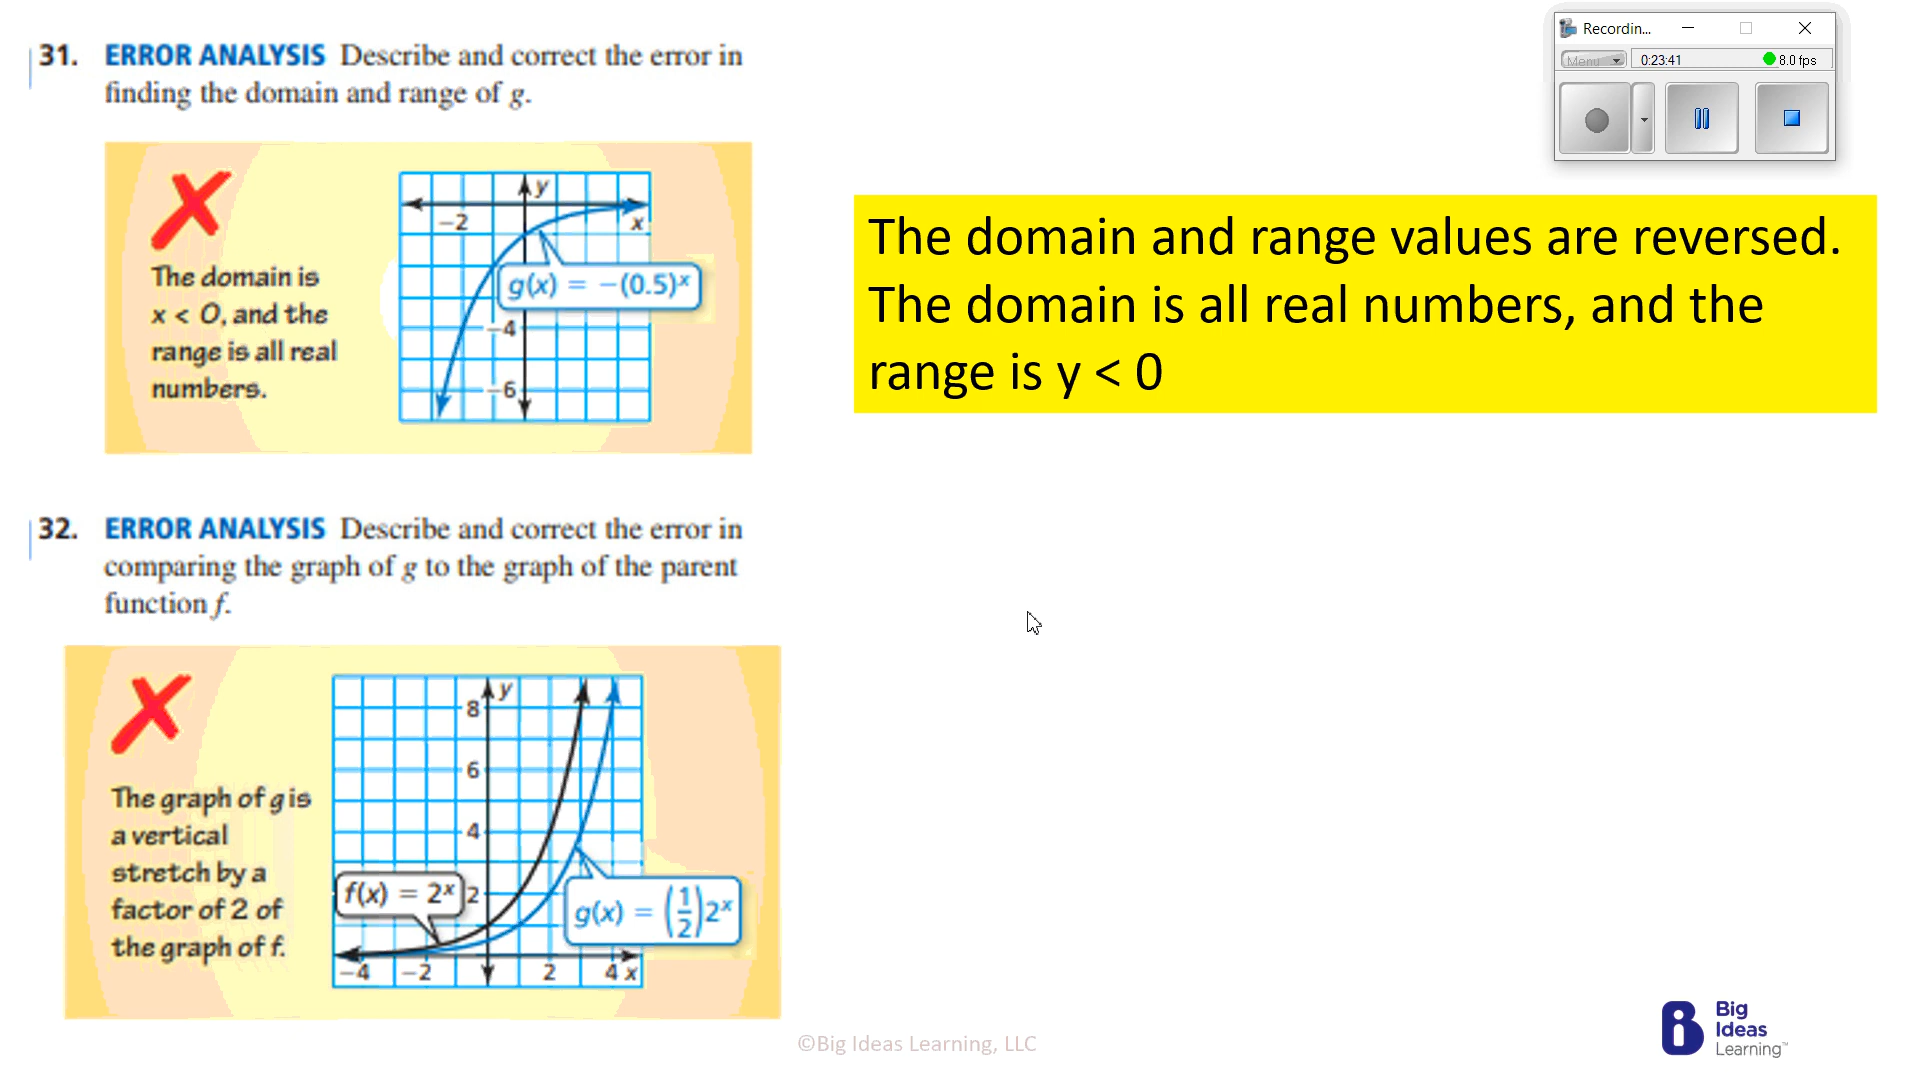 31. ERROR ANALYSIS Describe and correct the error in
finding the domain and range of g.
The domain is
x < 0, and the
range is all real
numbers.
y
−2
x
g(x) = −(0.5)ˣ
−4
−6
Recordin...
Menu
0:23:41
8.0 fps
The domain and range values are reversed.
The domain is all real numbers, and the
range is y < 0
32. ERROR ANALYSIS Describe and correct the error in
comparing the graph of g to the graph of the parent
function f.
The graph of g is
a vertical
stretch by a
factor of 2 of
the graph of f.
y
8
6
4
2
f(x) = 2ˣ
g(x) = (1/2)2ˣ
−4 −2 2 4 x
©Big Ideas Learning, LLC
Big
Ideas
Learning™